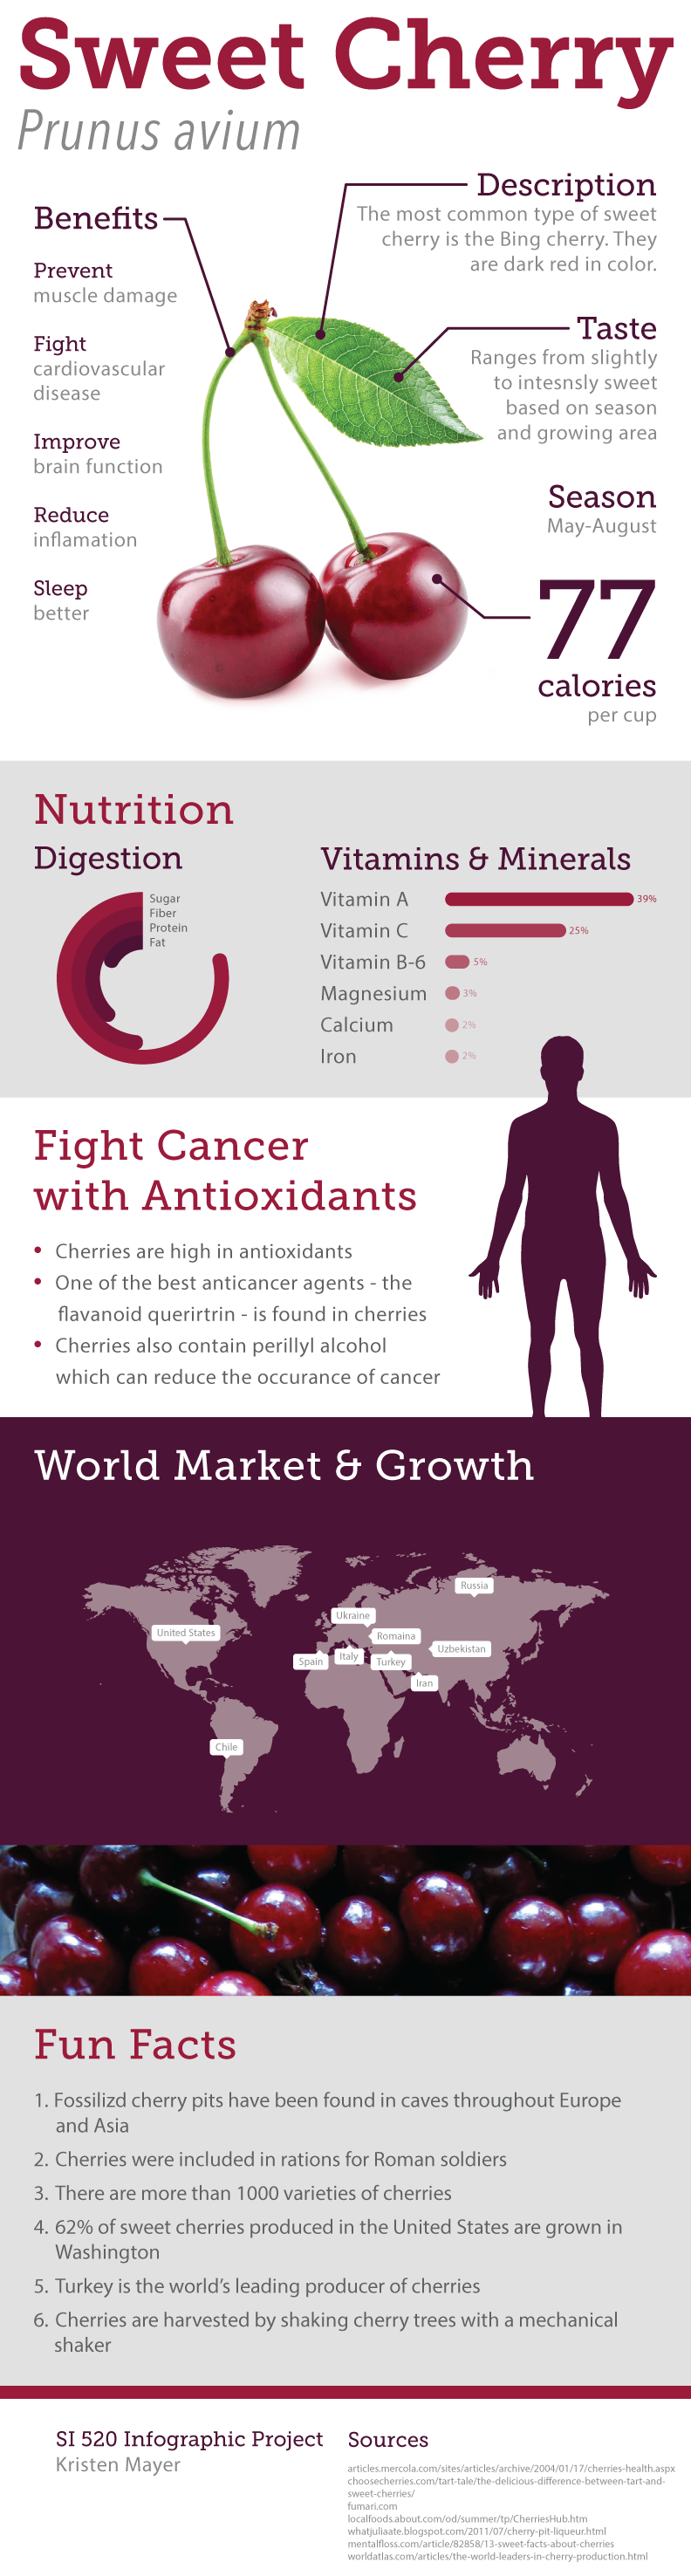 Sweet Cherry
Prunus avium
Benefits
Prevent
muscle damage
Fight
cardiovascular
disease
Improve
brain function
Reduce
inflamation
Sleep
better
Description
The most common type of sweet
cherry is the Bing cherry. They
are dark red in color.
Taste
Ranges from slightly
to intesnsly sweet
based on season
and growing area
Season
May-August
77
calories
per cup
Nutrition
Digestion
Sugar
Fiber
Protein
Fat
Vitamins & Minerals
Vitamin A 39%
Vitamin C 25%
Vitamin B-6 5%
Magnesium 3%
Calcium 2%
Iron 2%
Fight Cancer
with Antioxidants
• Cherries are high in antioxidants
• One of the best anticancer agents - the
flavanoid querirtrin - is found in cherries
• Cherries also contain perillyl alcohol
which can reduce the occurance of cancer
World Market & Growth
Russia
Ukraine
United States
Romaina
Uzbekistan
Italy
Spain
Turkey
Iran
Chile
Fun Facts
1. Fossilizd cherry pits have been found in caves throughout Europe
and Asia
2. Cherries were included in rations for Roman soldiers
3. There are more than 1000 varieties of cherries
4. 62% of sweet cherries produced in the United States are grown in
Washington
5. Turkey is the world's leading producer of cherries
6. Cherries are harvested by shaking cherry trees with a mechanical
shaker
SI 520 Infographic Project
Kristen Mayer
Sources
articles.mercola.com/sites/articles/archive/2004/01/17/cherries-health.aspx
choosecherries.com/tart-tale/the-delicious-difference-between-tart-and-
sweet-cherries/
fumari.com
localfoods.about.com/od/summer/tp/CherriesHub.htm
whatjuliaate.blogspot.com/2011/07/cherry-pit-liqueur.html
mentalfloss.com/article/82858/13-sweet-facts-about-cherries
worldatlas.com/articles/the-world-leaders-in-cherry-production.html